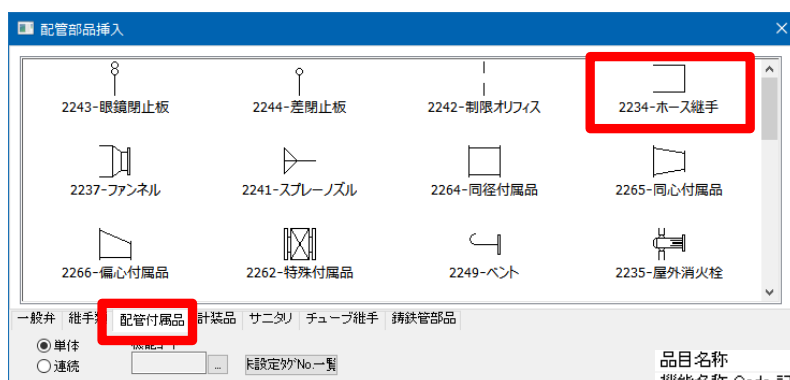 配管部品挿入
2243-眼鏡閉止板 2244-差閉止板 2242-制限オリフィス 2234-ホース継手
2237-ファンネル 2241-スプレーノズル 2264-同径付属品 2265-同心付属品
2266-偏心付属品 2262-特殊付属品 2249-ベント 2235-屋外消火栓
一般弁 継手 配管付属品 計装品 サニタリ チューブ継手 鋳鉄管部品
単体
連続 ... 設定タグNo.一覧
品目名称